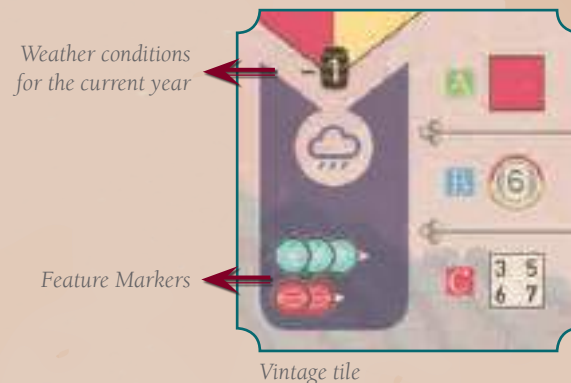 Weather conditions
for the current year
-1
A
B 6
C 3 5
6 7
Feature Markers
Vintage tile